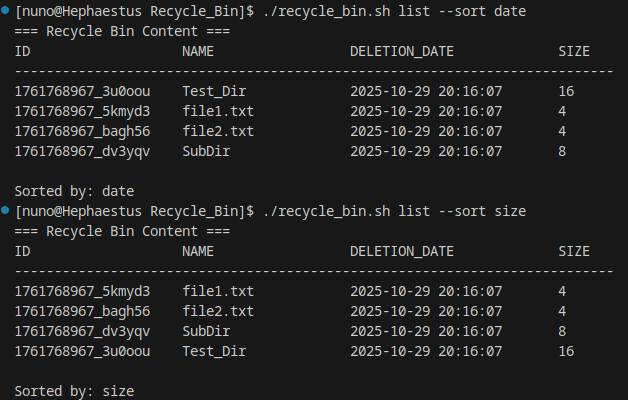 [nuno@Hephaestus Recycle_Bin]$ ./recycle_bin.sh list --sort date
=== Recycle Bin Content ===
ID                   NAME                 DELETION_DATE             SIZE
---------------------------------------------------------------------------
1761768967_3u0oou    Test_Dir             2025-10-29 20:16:07       16
1761768967_5kmyd3    file1.txt            2025-10-29 20:16:07       4
1761768967_bagh56    file2.txt            2025-10-29 20:16:07       4
1761768967_dv3yqv    SubDir               2025-10-29 20:16:07       8

Sorted by: date
[nuno@Hephaestus Recycle_Bin]$ ./recycle_bin.sh list --sort size
=== Recycle Bin Content ===
ID                   NAME                 DELETION_DATE             SIZE
---------------------------------------------------------------------------
1761768967_5kmyd3    file1.txt            2025-10-29 20:16:07       4
1761768967_bagh56    file2.txt            2025-10-29 20:16:07       4
1761768967_dv3yqv    SubDir               2025-10-29 20:16:07       8
1761768967_3u0oou    Test_Dir             2025-10-29 20:16:07       16

Sorted by: size